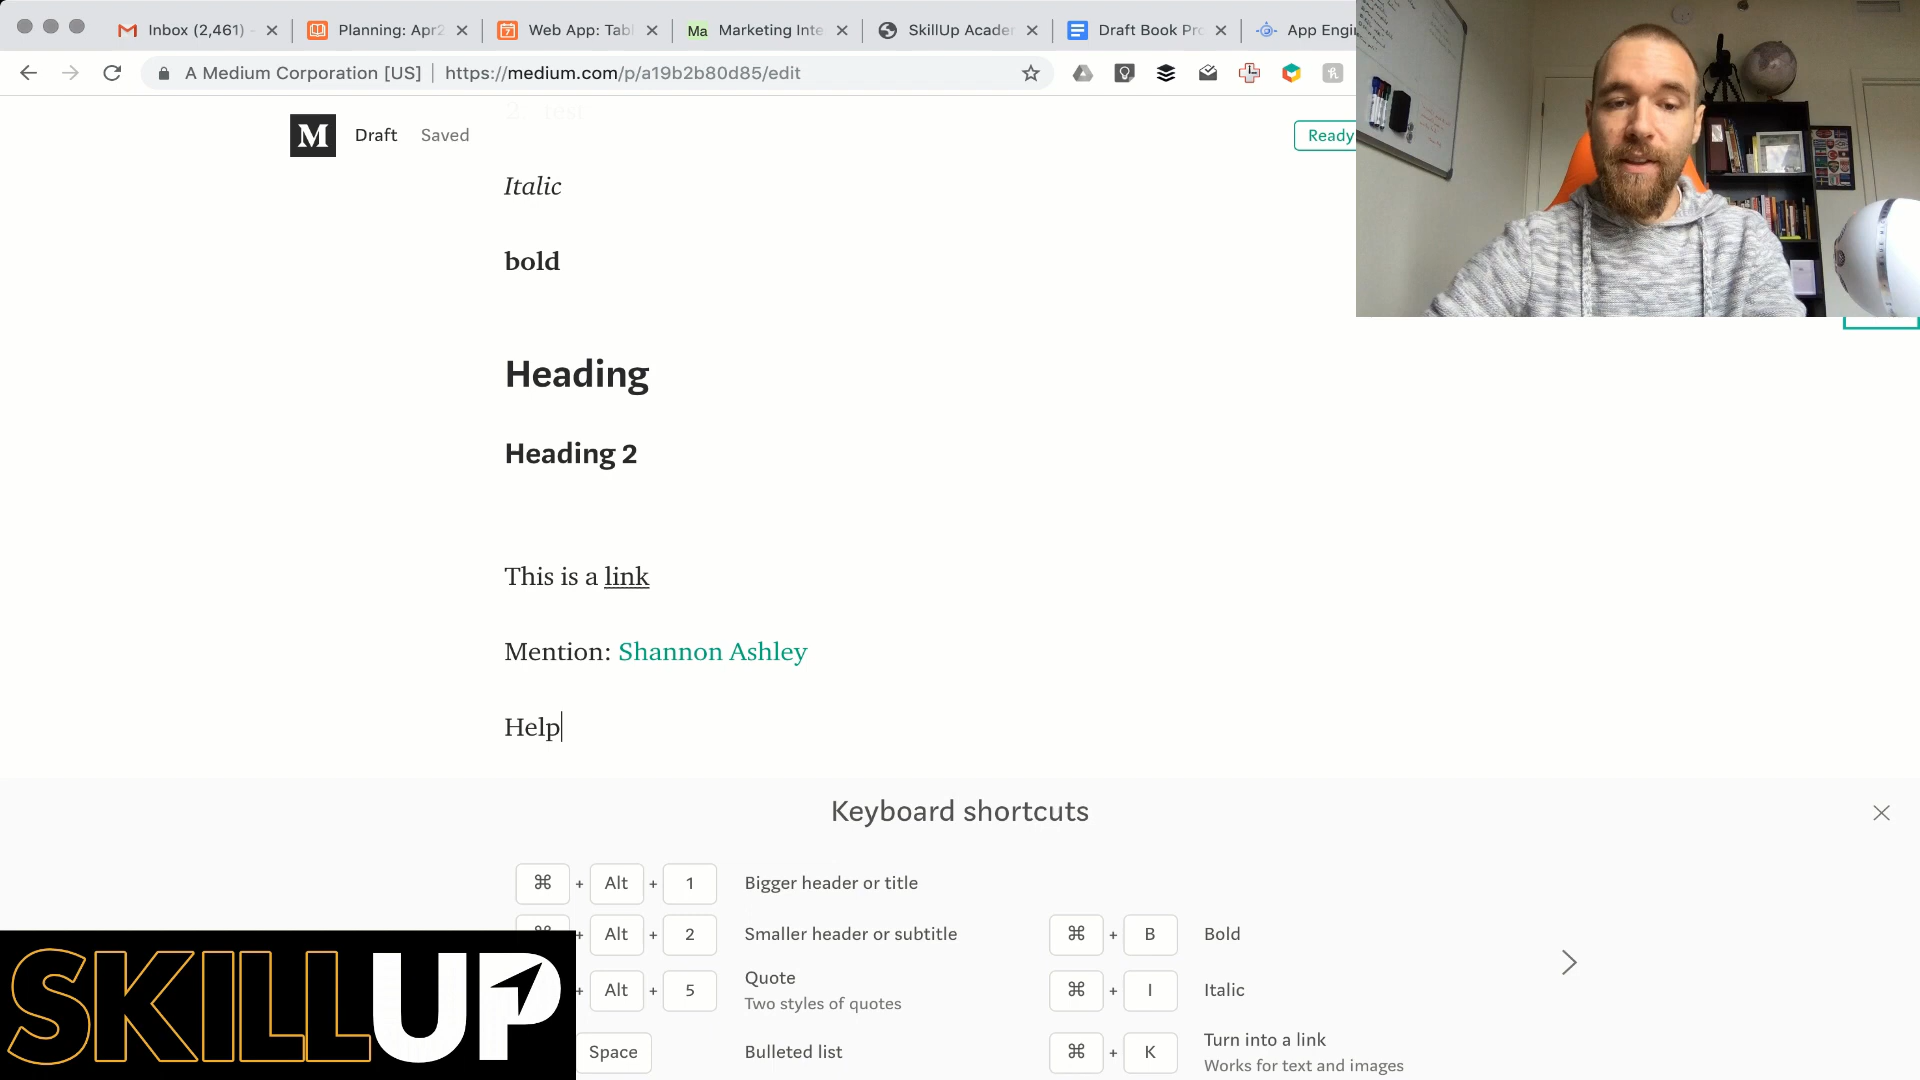 Inbox (2,461)
Planning: Apr2
Web App: Tabl
Ma
Marketing Inte
SkillUp Acader
Draft Book Pro
App Engi
A Medium Corporation [US]
https://medium.com/p/a19b2b80d85/edit
2. test
M
Draft
Saved
Ready
Italic
bold
Heading
Heading 2
This is a link
Mention: Shannon Ashley
Help
Keyboard shortcuts
⌘ + Alt + 1 Bigger header or title
+ Alt + 2 Smaller header or subtitle
⌘ + B Bold
+ Alt + 5 Quote
Two styles of quotes
⌘ + I Italic
Space Bulleted list
⌘ + K Turn into a link
Works for text and images
SKILLUP